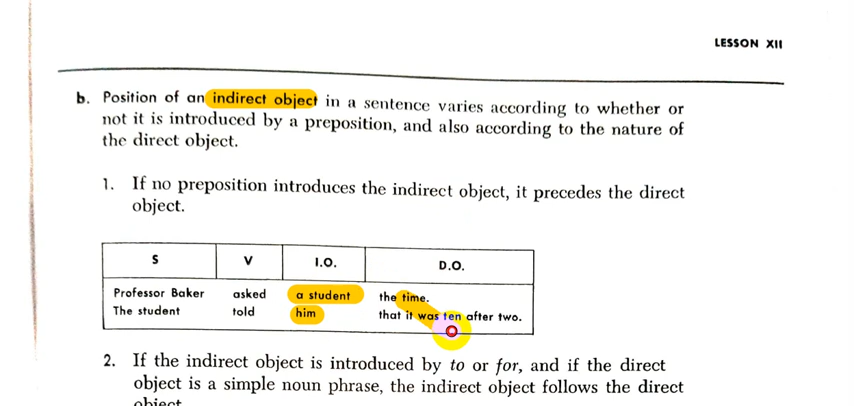 LESSON XII
b. Position of an indirect object in a sentence varies according to whether or
not it is introduced by a preposition, and also according to the nature of
the direct object.
1. If no preposition introduces the indirect object, it precedes the direct
object.
S V I.O. D.O.
Professor Baker asked a student the time.
The student told him that it was ten after two.
2. If the indirect object is introduced by to or for, and if the direct
object is a simple noun phrase, the indirect object follows the direct
object